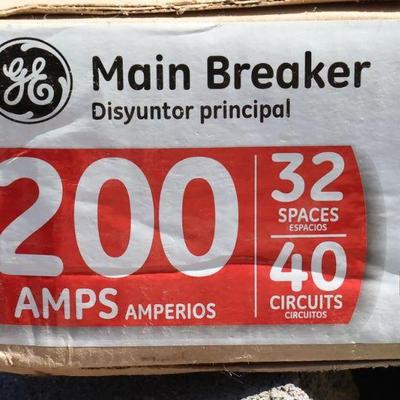 GE
Main Breaker
Disyuntor principal
200
AMPS AMPERIOS
32
SPACES
ESPACIOS
40
CIRCUITS
CIRCUITOS